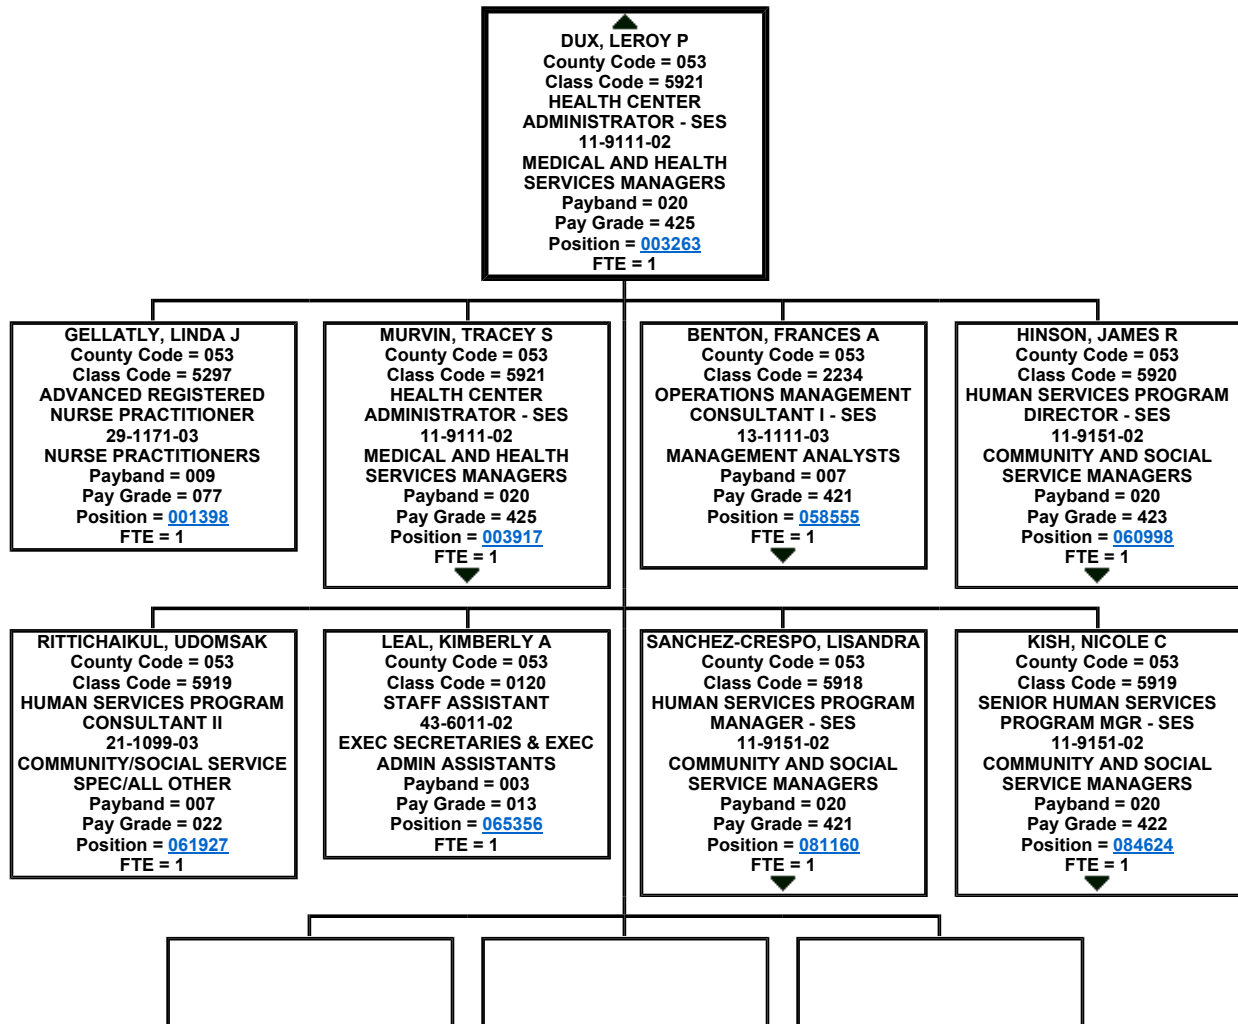 DUX, LEROY P
County Code = 053
Class Code = 5921
HEALTH CENTER
ADMINISTRATOR - SES
11-9111-02
MEDICAL AND HEALTH
SERVICES MANAGERS
Payband = 020
Pay Grade = 425
Position = 003263
FTE = 1
GELLATLY, LINDA J
County Code = 053
Class Code = 5297
ADVANCED REGISTERED
NURSE PRACTITIONER
29-1171-03
NURSE PRACTITIONERS
Payband = 009
Pay Grade = 077
Position = 001398
FTE = 1
MURVIN, TRACEY S
County Code = 053
Class Code = 5921
HEALTH CENTER
ADMINISTRATOR - SES
11-9111-02
MEDICAL AND HEALTH
SERVICES MANAGERS
Payband = 020
Pay Grade = 425
Position = 003917
FTE = 1
BENTON, FRANCES A
County Code = 053
Class Code = 2234
OPERATIONS MANAGEMENT
CONSULTANT I - SES
13-1111-03
MANAGEMENT ANALYSTS
Payband = 007
Pay Grade = 421
Position = 058555
FTE = 1
HINSON, JAMES R
County Code = 053
Class Code = 5920
HUMAN SERVICES PROGRAM
DIRECTOR - SES
11-9151-02
COMMUNITY AND SOCIAL
SERVICE MANAGERS
Payband = 020
Pay Grade = 423
Position = 060998
FTE = 1
RITTICHAIKUL, UDOMSAK
County Code = 053
Class Code = 5919
HUMAN SERVICES PROGRAM
CONSULTANT II
21-1099-03
COMMUNITY/SOCIAL SERVICE
SPEC/ALL OTHER
Payband = 007
Pay Grade = 022
Position = 061927
FTE = 1
LEAL, KIMBERLY A
County Code = 053
Class Code = 0120
STAFF ASSISTANT
43-6011-02
EXEC SECRETARIES & EXEC
ADMIN ASSISTANTS
Payband = 003
Pay Grade = 013
Position = 065356
FTE = 1
SANCHEZ-CRESPO, LISANDRA
County Code = 053
Class Code = 5918
HUMAN SERVICES PROGRAM
MANAGER - SES
11-9151-02
COMMUNITY AND SOCIAL
SERVICE MANAGERS
Payband = 020
Pay Grade = 421
Position = 081160
FTE = 1
KISH, NICOLE C
County Code = 053
Class Code = 5919
SENIOR HUMAN SERVICES
PROGRAM MGR - SES
11-9151-02
COMMUNITY AND SOCIAL
SERVICE MANAGERS
Payband = 020
Pay Grade = 422
Position = 084624
FTE = 1